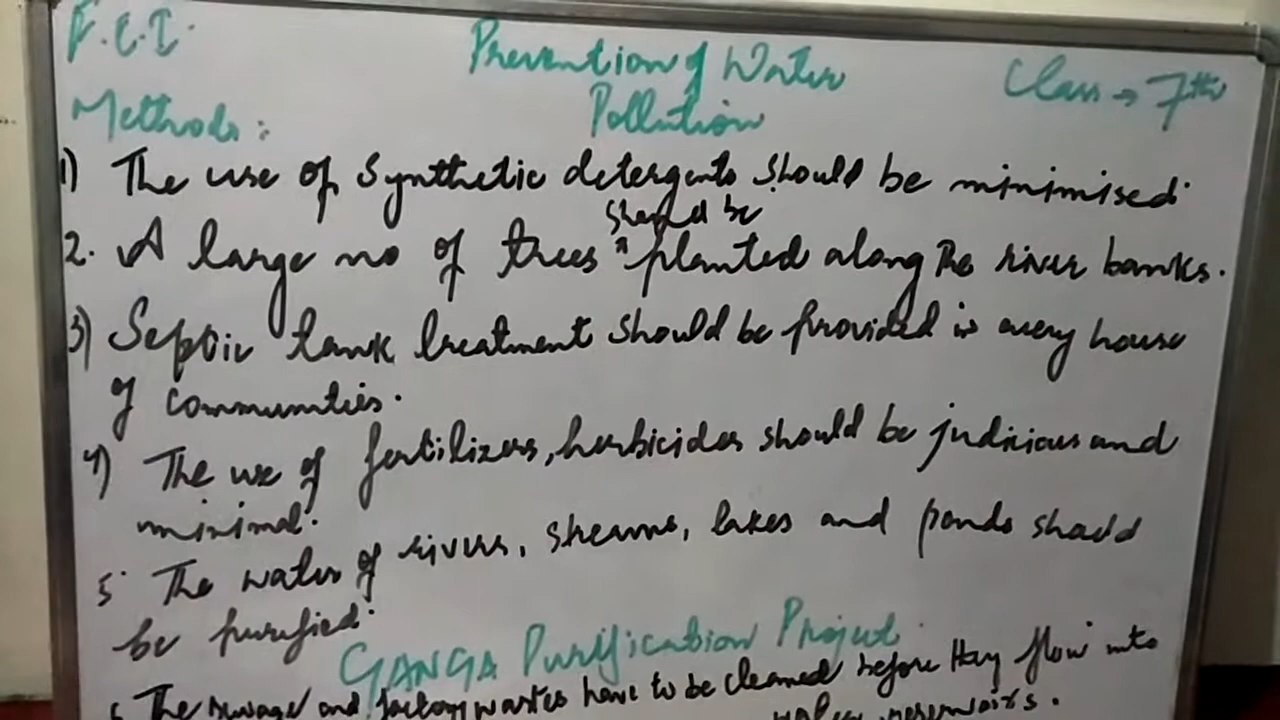 F.E.I.
Prevention of Water
Class → 7th
Pollution
Methods:
1) The use of Synthetic detergents should be minimised.
should be
2. A large no of trees ^ planted along the river banks.
3) Septic tank treatment should be provided in every house
of communities.
4) The use of fertilizers, herbicides should be judicious and
minimal.
5. The water of rivers, streams, lakes and ponds should
be purified.
GANGA Purification Project.
6 The sewage and factory wastes have to be cleaned before they flow into
water reservoirs.